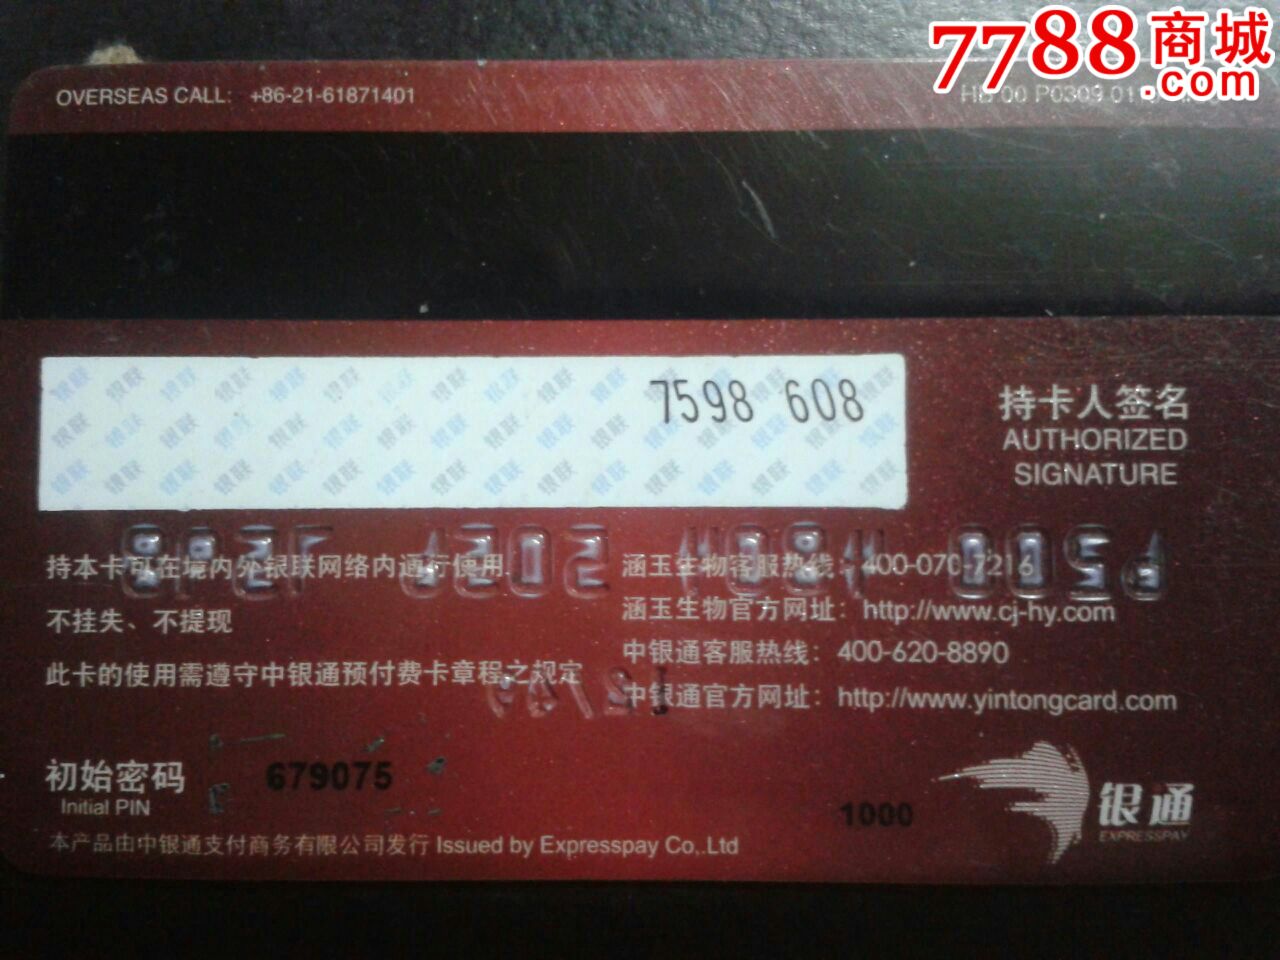 7788商城
.com
OVERSEAS CALL: +86-21-61871401
7598 608
持卡人签名
AUTHORIZED
SIGNATURE
持本卡可在境内外银联网络内通行使用.
不挂失、不提现
此卡的使用需遵守中银通预付费卡章程之规定
涵玉生物客服热线：400-070-7216
涵玉生物官方网址：http://www.cj-hy.com
中银通客服热线：400-620-8890
中银通官方网址：http://www.yintongcard.com
初始密码 679075
Initial PIN
1000
银通
EXPRESSPAY
本产品由中银通支付商务有限公司发行 Issued by Expresspay Co,.Ltd